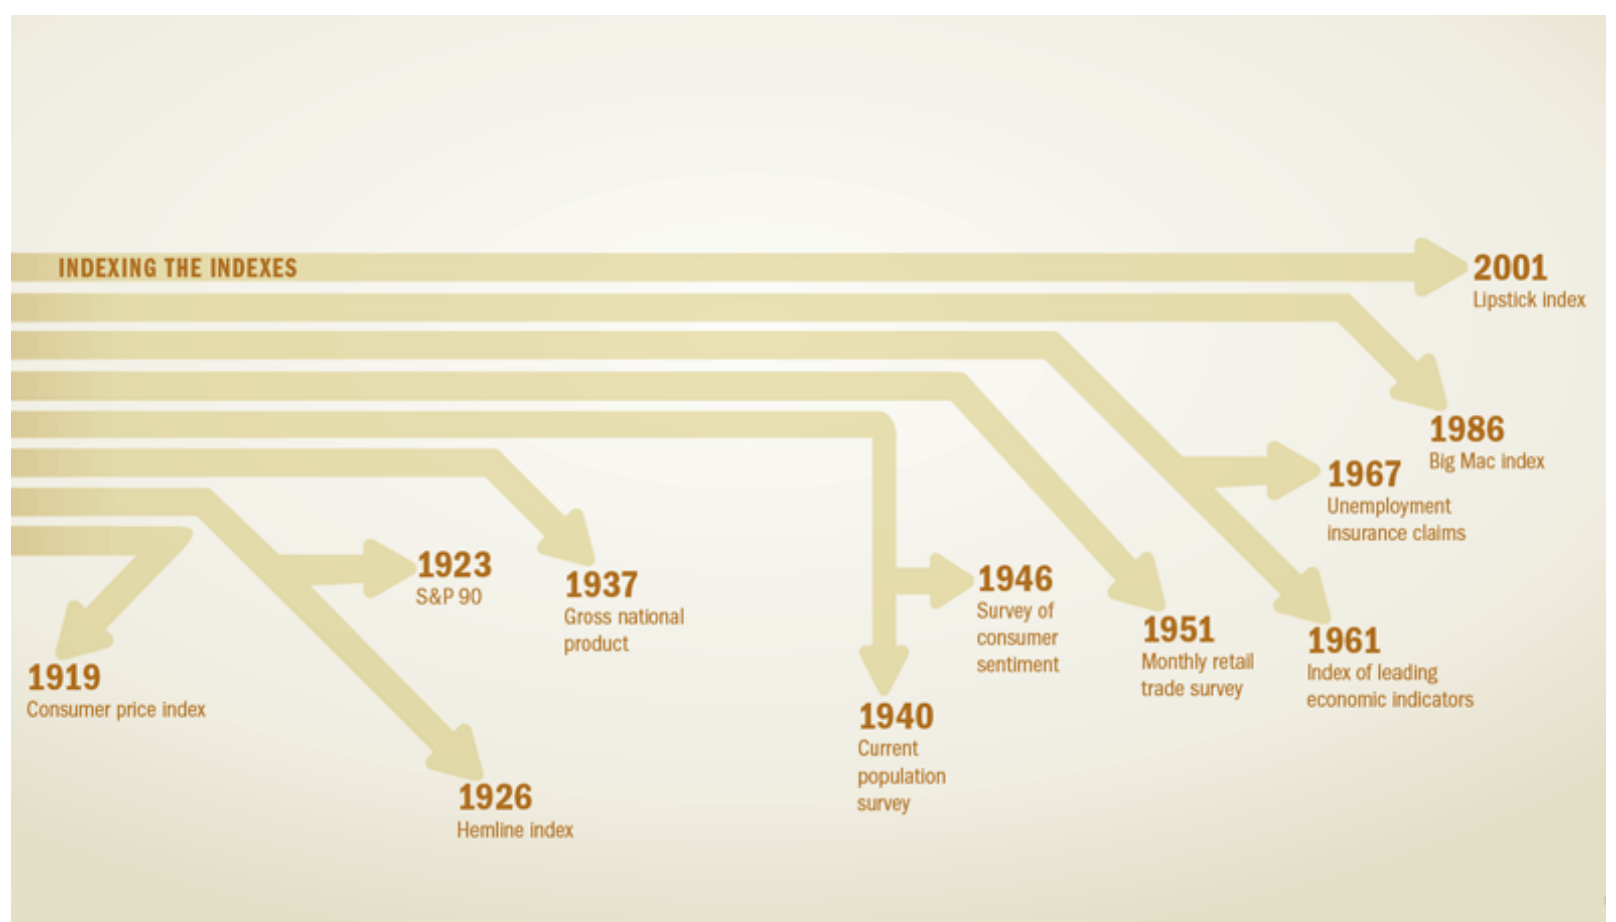 INDEXING THE INDEXES
2001
Lipstick index
1986
Big Mac index
1967
Unemployment
insurance claims
1923
S&P 90
1937
Gross national
product
1946
Survey of
consumer
sentiment
1951
Monthly retail
trade survey
1961
Index of leading
economic indicators
1919
Consumer price index
1940
Current
population
survey
1926
Hemline index